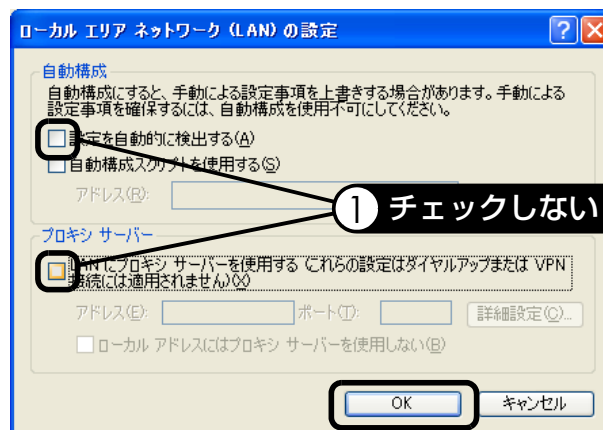 ローカル エリア ネットワーク (LAN) の設定
自動構成
自動構成にすると、手動による設定事項を上書きする場合があります。手動による
設定事項を確保するには、自動構成を使用不可にしてください。
設定を自動的に検出する(A)
自動構成スクリプトを使用する(S)
アドレス(R):
① チェックしない
プロキシ サーバー
LAN にプロキシ サーバーを使用する (これらの設定はダイヤルアップまたは VPN
接続には適用されません)(X)
アドレス(E): ポート(T): 詳細設定(C)...
ローカル アドレスにはプロキシ サーバーを使用しない(B)
OK キャンセル